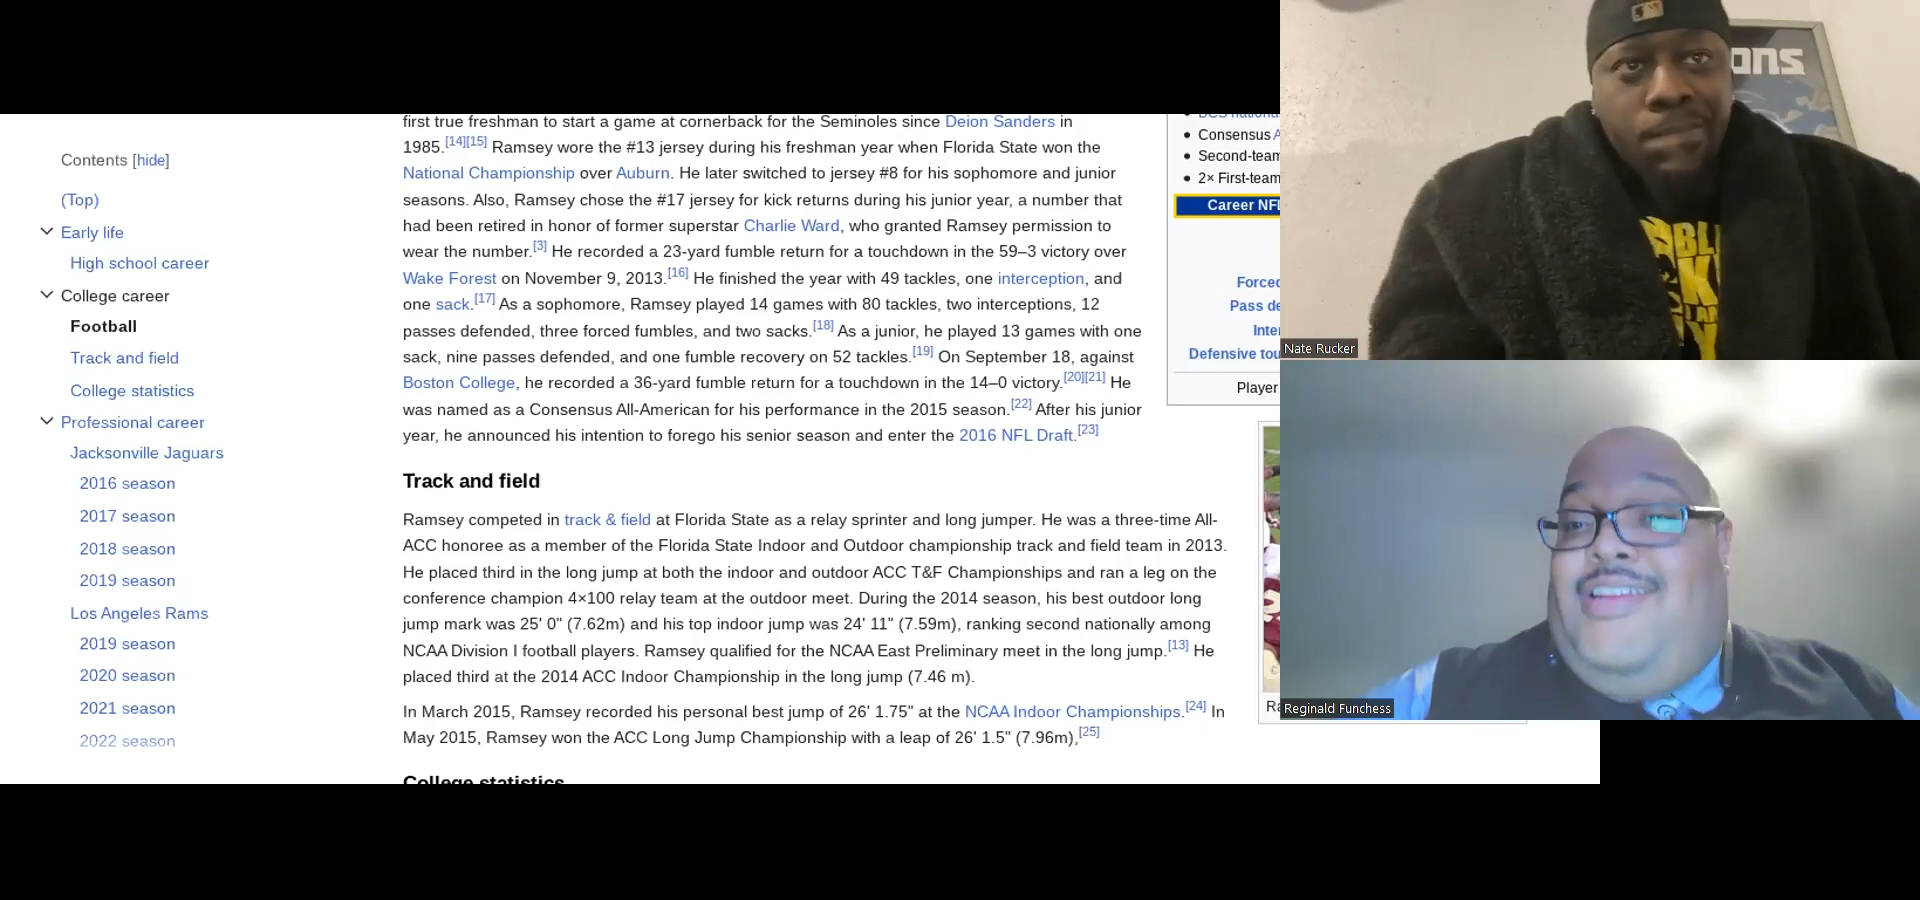 Contents [hide]
(Top)
Early life
High school career
College career
Football
Track and field
College statistics
Professional career
Jacksonville Jaguars
2016 season
2017 season
2018 season
2019 season
Los Angeles Rams
2019 season
2020 season
2021 season
2022 season
first true freshman to start a game at cornerback for the Seminoles since Deion Sanders in
1985.[14][15] Ramsey wore the #13 jersey during his freshman year when Florida State won the
National Championship over Auburn. He later switched to jersey #8 for his sophomore and junior
seasons. Also, Ramsey chose the #17 jersey for kick returns during his junior year, a number that
had been retired in honor of former superstar Charlie Ward, who granted Ramsey permission to
wear the number.[3] He recorded a 23-yard fumble return for a touchdown in the 59–3 victory over
Wake Forest on November 9, 2013.[16] He finished the year with 49 tackles, one interception, and
one sack.[17] As a sophomore, Ramsey played 14 games with 80 tackles, two interceptions, 12
passes defended, three forced fumbles, and two sacks.[18] As a junior, he played 13 games with one
sack, nine passes defended, and one fumble recovery on 52 tackles.[19] On September 18, against
Boston College, he recorded a 36-yard fumble return for a touchdown in the 14–0 victory.[20][21] He
was named as a Consensus All-American for his performance in the 2015 season.[22] After his junior
year, he announced his intention to forego his senior season and enter the 2016 NFL Draft.[23]
Track and field
Ramsey competed in track & field at Florida State as a relay sprinter and long jumper. He was a three-time All-
ACC honoree as a member of the Florida State Indoor and Outdoor championship track and field team in 2013.
He placed third in the long jump at both the indoor and outdoor ACC T&F Championships and ran a leg on the
conference champion 4×100 relay team at the outdoor meet. During the 2014 season, his best outdoor long
jump mark was 25' 0" (7.62m) and his top indoor jump was 24' 11" (7.59m), ranking second nationally among
NCAA Division I football players. Ramsey qualified for the NCAA East Preliminary meet in the long jump.[13] He
placed third at the 2014 ACC Indoor Championship in the long jump (7.46 m).
In March 2015, Ramsey recorded his personal best jump of 26' 1.75" at the NCAA Indoor Championships.[24] In
May 2015, Ramsey won the ACC Long Jump Championship with a leap of 26' 1.5" (7.96m),[25]
College statistics
• Consensus A
• Second-team
• 2× First-team
Career NFL
Forced
Pass de
Inter
Defensive tou
Player
Ra
ONS
Nate Rucker
Reginald Funchess